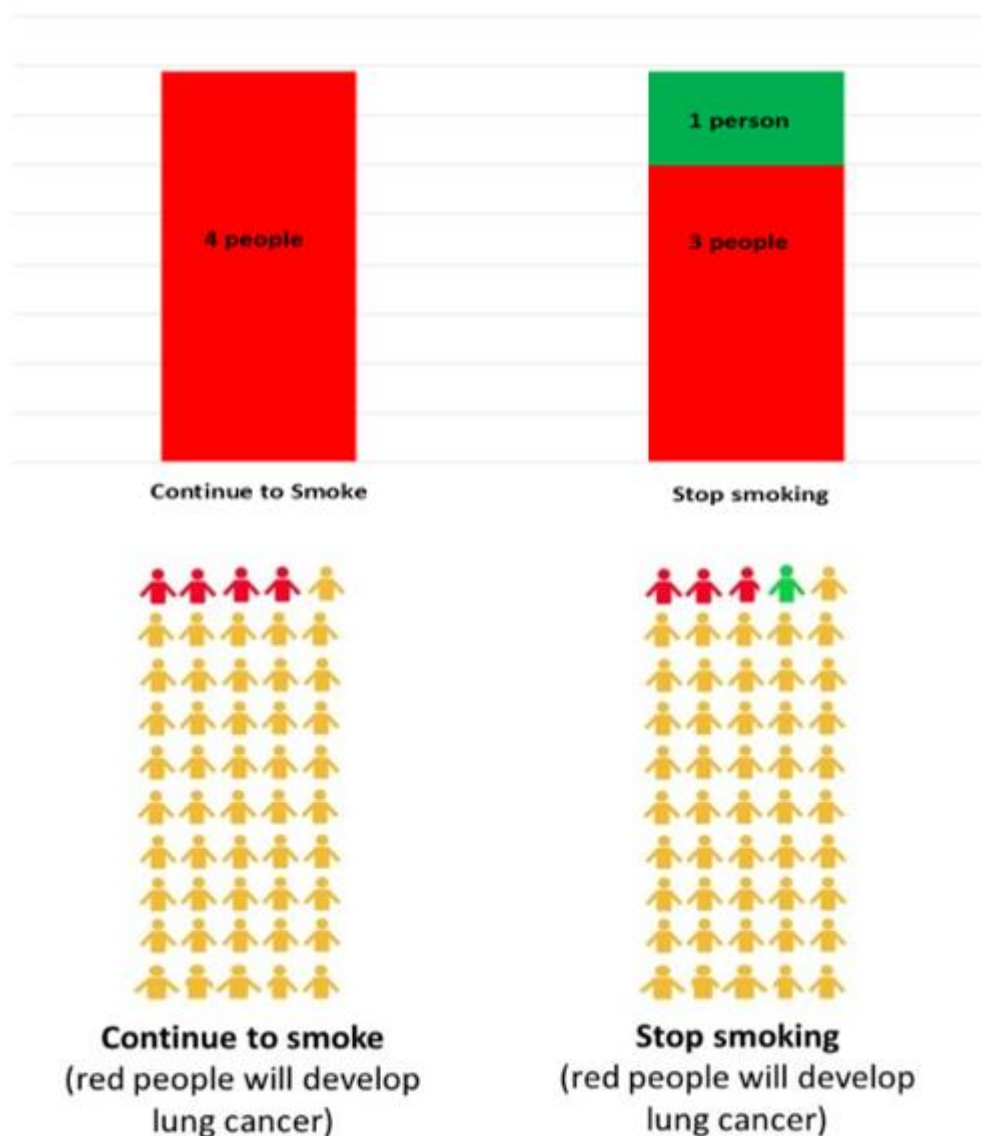 1 person
4 people
3 people
Continue to Smoke
Stop smoking
Continue to smoke
(red people will develop
lung cancer)
Stop smoking
(red people will develop
lung cancer)